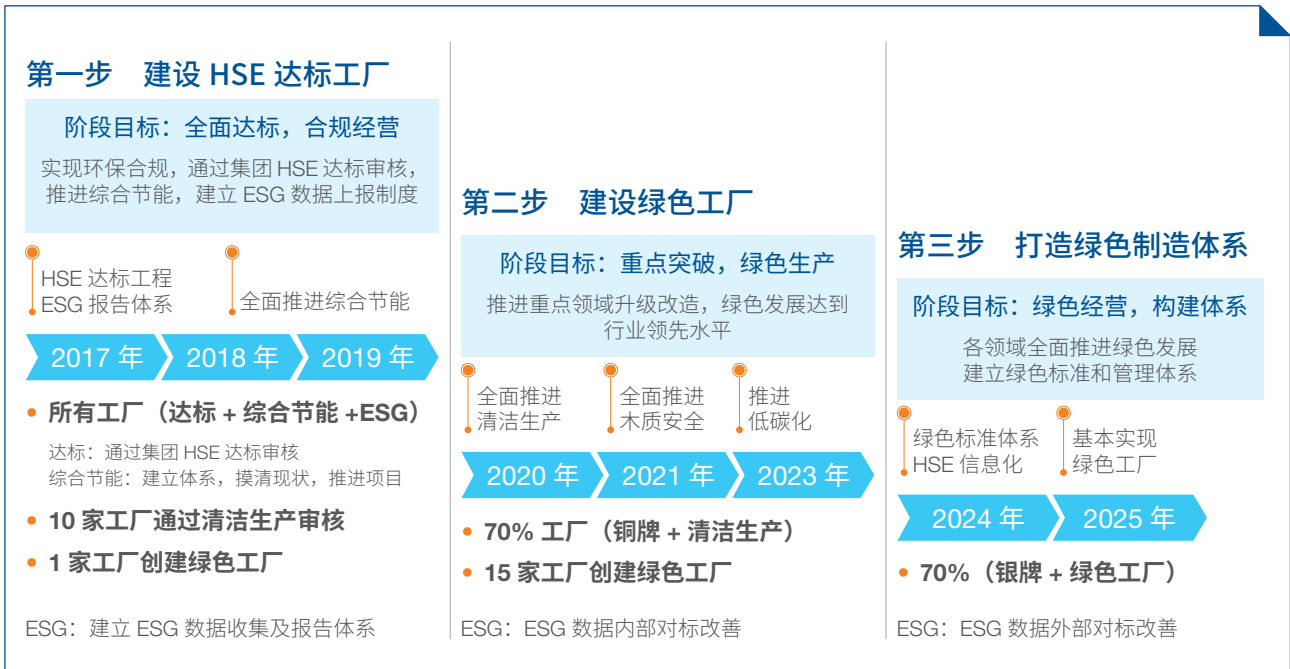 第一步 建设 HSE 达标工厂
阶段目标：全面达标，合规经营
实现环保合规，通过集团 HSE 达标审核，
推进综合节能，建立 ESG 数据上报制度
HSE 达标工程
ESG 报告体系
全面推进综合节能
2017 年 2018 年 2019 年
• 所有工厂（达标 + 综合节能 +ESG）
达标：通过集团 HSE 达标审核
综合节能：建立体系，摸清现状，推进项目
• 10 家工厂通过清洁生产审核
• 1 家工厂创建绿色工厂
ESG：建立 ESG 数据收集及报告体系
第二步 建设绿色工厂
阶段目标：重点突破，绿色生产
推进重点领域升级改造，绿色发展达到
行业领先水平
全面推进
清洁生产
全面推进
木质安全
推进
低碳化
2020 年 2021 年 2023 年
• 70% 工厂（铜牌 + 清洁生产）
• 15 家工厂创建绿色工厂
ESG：ESG 数据内部对标改善
第三步 打造绿色制造体系
阶段目标：绿色经营，构建体系
各领域全面推进绿色发展
建立绿色标准和管理体系
绿色标准体系
HSE 信息化
基本实现
绿色工厂
2024 年 2025 年
• 70%（银牌 + 绿色工厂）
ESG：ESG 数据外部对标改善